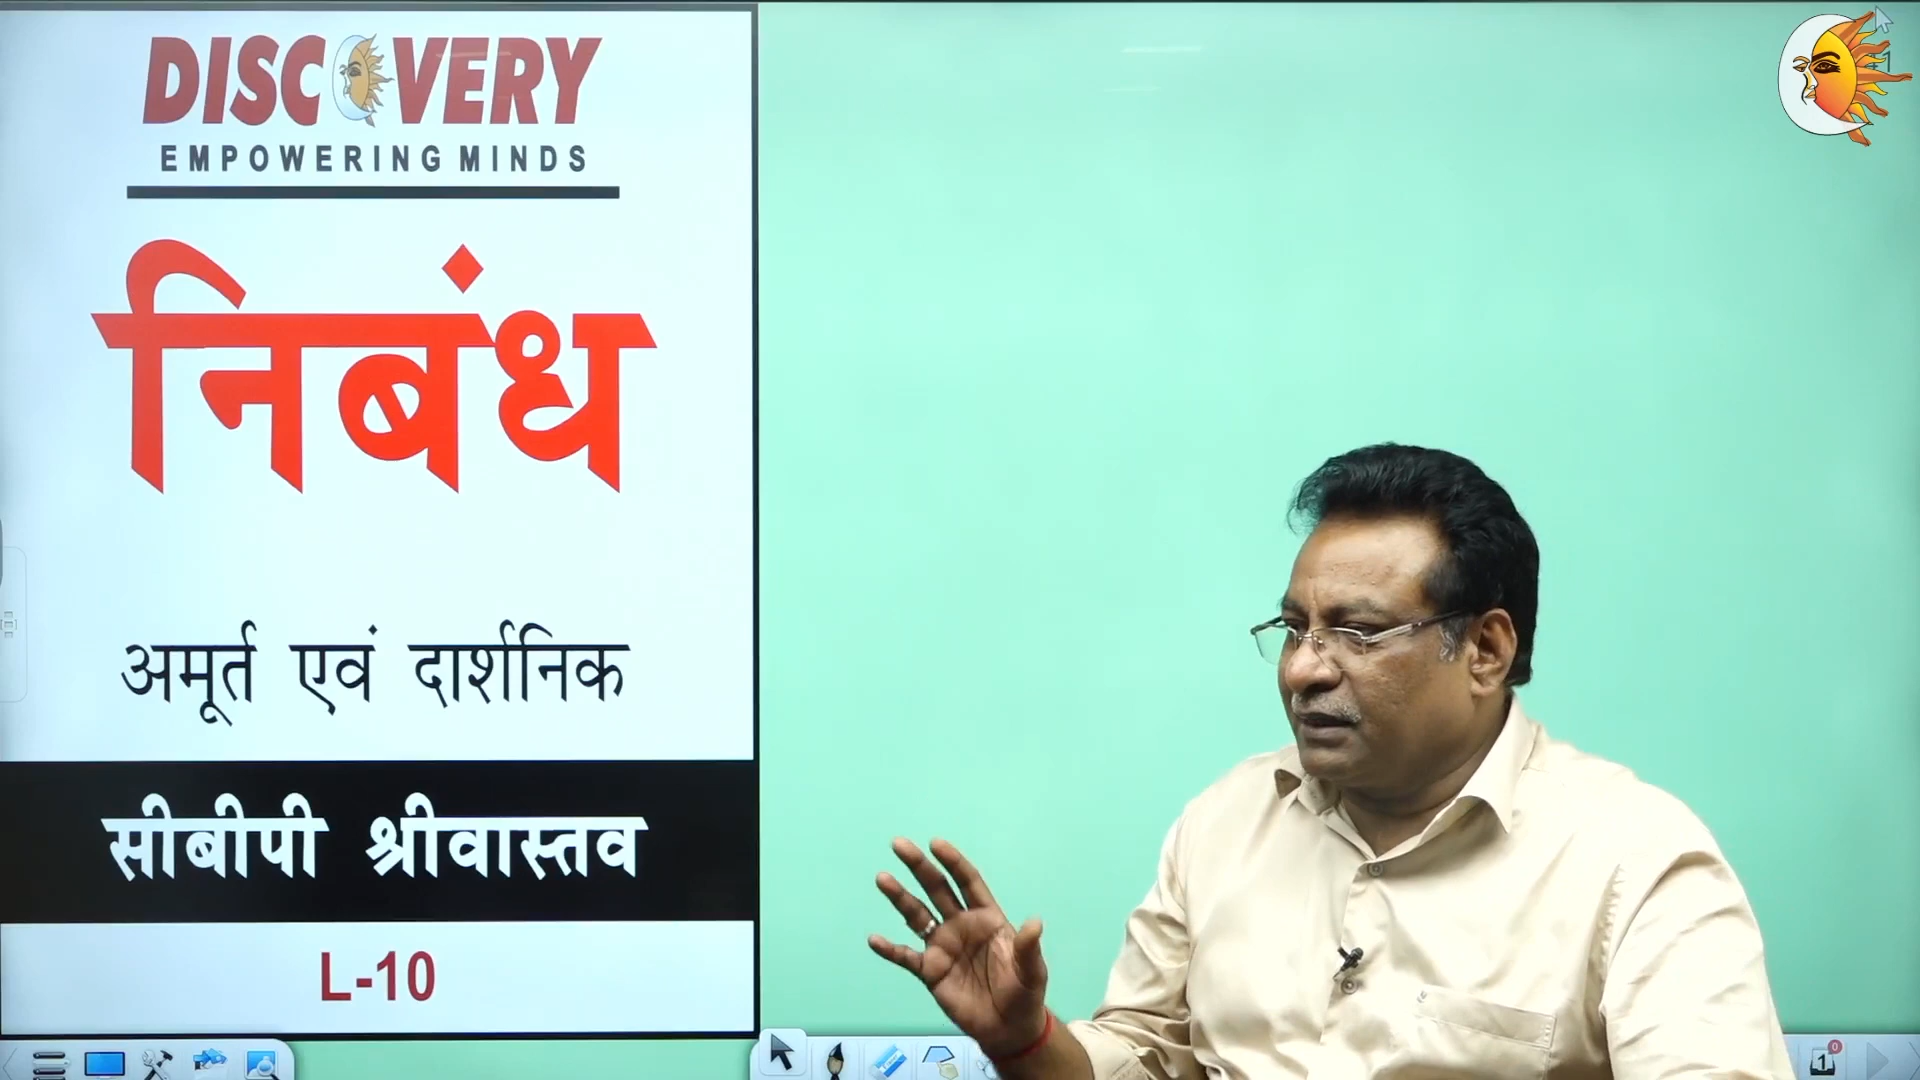 DISCOVERY
EMPOWERING MINDS
निबंध
अमूर्त एवं दार्शनिक
सीबीपी श्रीवास्तव
L-10